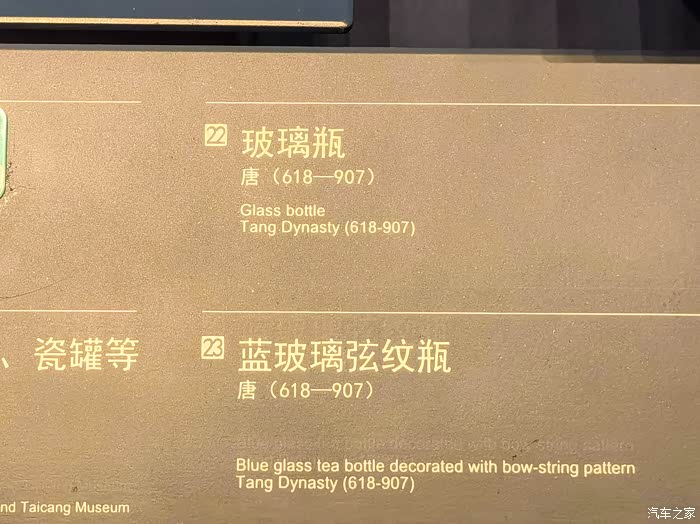 22 玻璃瓶
唐（618—907）
Glass bottle
Tang Dynasty (618-907)
、瓷罐等
23 蓝玻璃弦纹瓶
唐（618—907）
Blue glass tea bottle decorated with bow-string pattern
Tang Dynasty (618-907)
nd Taicang Museum
汽车之家